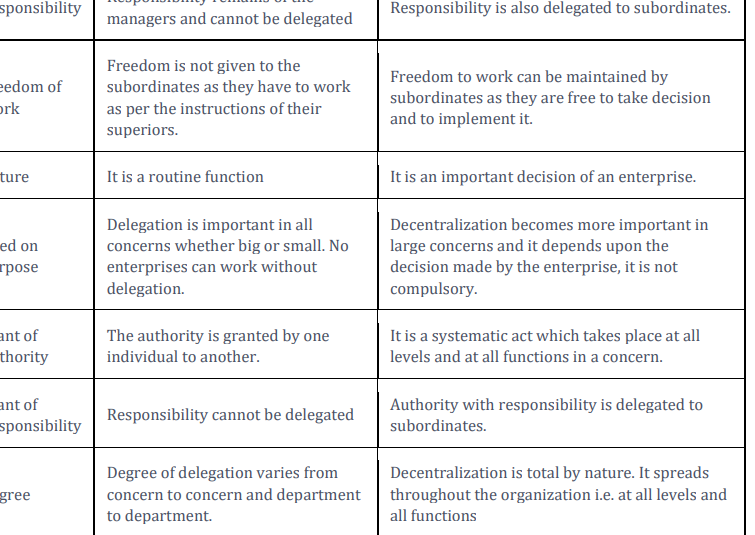 sponsibility
Responsibility remains of the
managers and cannot be delegated
Responsibility is also delegated to subordinates.
eedom of
ork
Freedom is not given to the
subordinates as they have to work
as per the instructions of their
superiors.
Freedom to work can be maintained by
subordinates as they are free to take decision
and to implement it.
ture
It is a routine function
It is an important decision of an enterprise.
ed on
rpose
Delegation is important in all
concerns whether big or small. No
enterprises can work without
delegation.
Decentralization becomes more important in
large concerns and it depends upon the
decision made by the enterprise, it is not
compulsory.
ant of
thority
The authority is granted by one
individual to another.
It is a systematic act which takes place at all
levels and at all functions in a concern.
ant of
sponsibility
Responsibility cannot be delegated
Authority with responsibility is delegated to
subordinates.
gree
Degree of delegation varies from
concern to concern and department
to department.
Decentralization is total by nature. It spreads
throughout the organization i.e. at all levels and
all functions